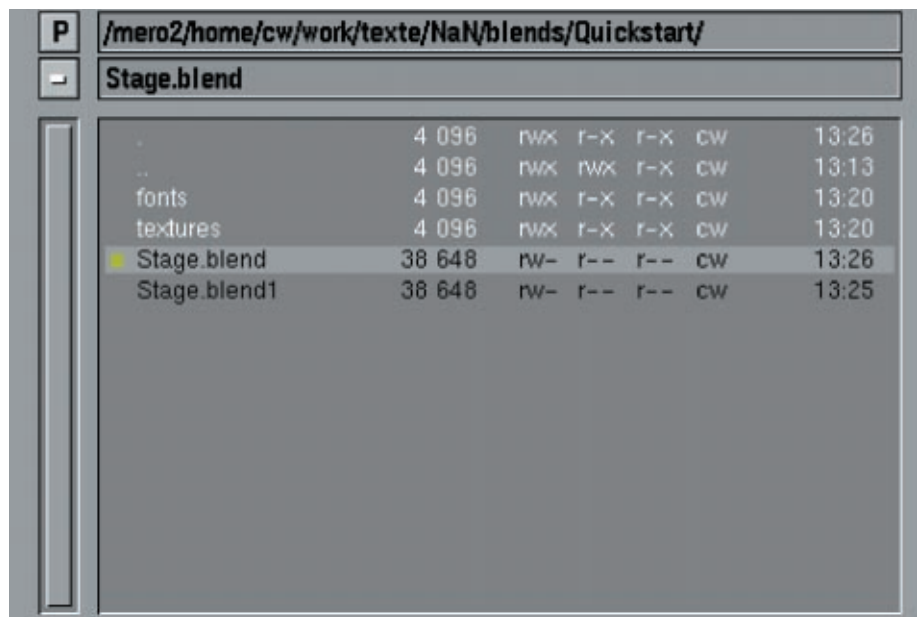 P /mero2/home/cw/work/texte/NaN/blends/Quickstart/
Stage.blend
. 4 096 rwx r-x r-x cw 13:26
.. 4 096 rwx rwx r-x cw 13:13
fonts 4 096 rwx r-x r-x cw 13:20
textures 4 096 rwx r-x r-x cw 13:20
Stage.blend 38 648 rw- r-- r-- cw 13:26
Stage.blend1 38 648 rw- r-- r-- cw 13:25